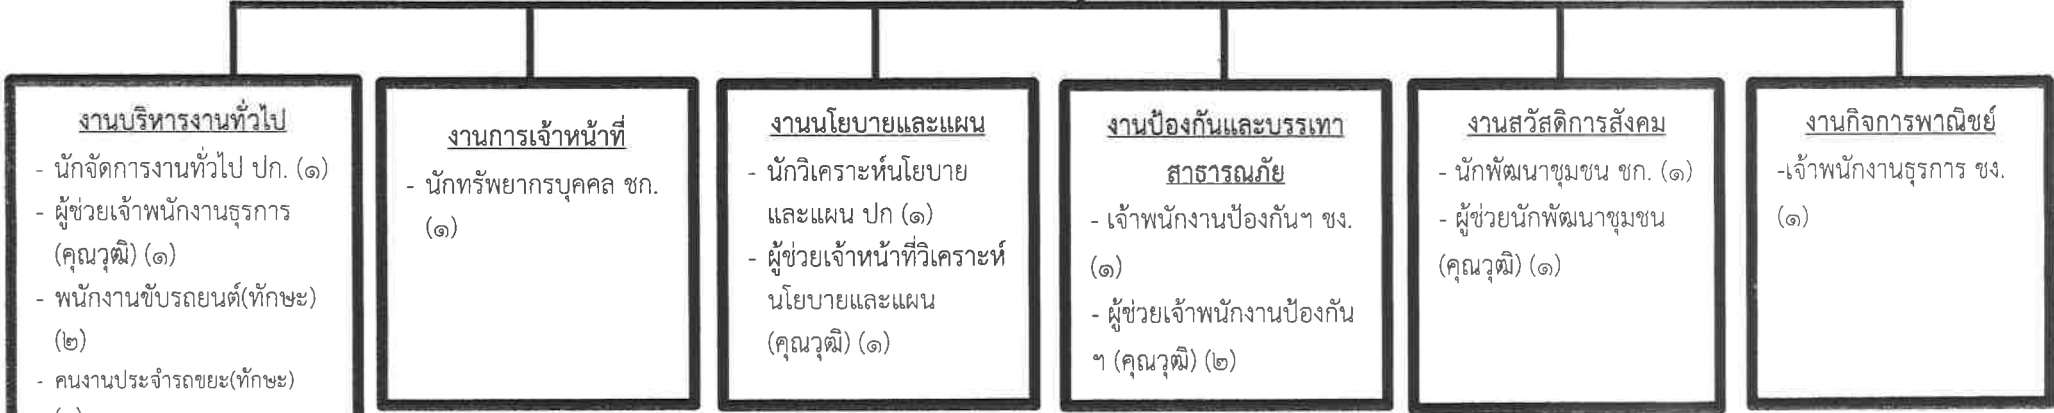 งานบริหารงานทั่วไป
- นักจัดการงานทั่วไป ปก. (๑)
- ผู้ช่วยเจ้าพนักงานธุรการ
(คุณวุฒิ) (๑)
- พนักงานขับรถยนต์(ทักษะ)
(๒)
- คนงานประจำรถขยะ(ทักษะ)
งานการเจ้าหน้าที่
- นักทรัพยากรบุคคล ชก.
(๑)
งานนโยบายและแผน
- นักวิเคราะห์นโยบาย
และแผน ปก (๑)
- ผู้ช่วยเจ้าหน้าที่วิเคราะห์
นโยบายและแผน
(คุณวุฒิ) (๑)
งานป้องกันและบรรเทา
สาธารณภัย
- เจ้าพนักงานป้องกันฯ ชง.
(๑)
- ผู้ช่วยเจ้าพนักงานป้องกัน
ฯ (คุณวุฒิ) (๒)
งานสวัสดิการสังคม
- นักพัฒนาชุมชน ชก. (๑)
- ผู้ช่วยนักพัฒนาชุมชน
(คุณวุฒิ) (๑)
งานกิจการพาณิชย์
-เจ้าพนักงานธุรการ ชง.
(๑)